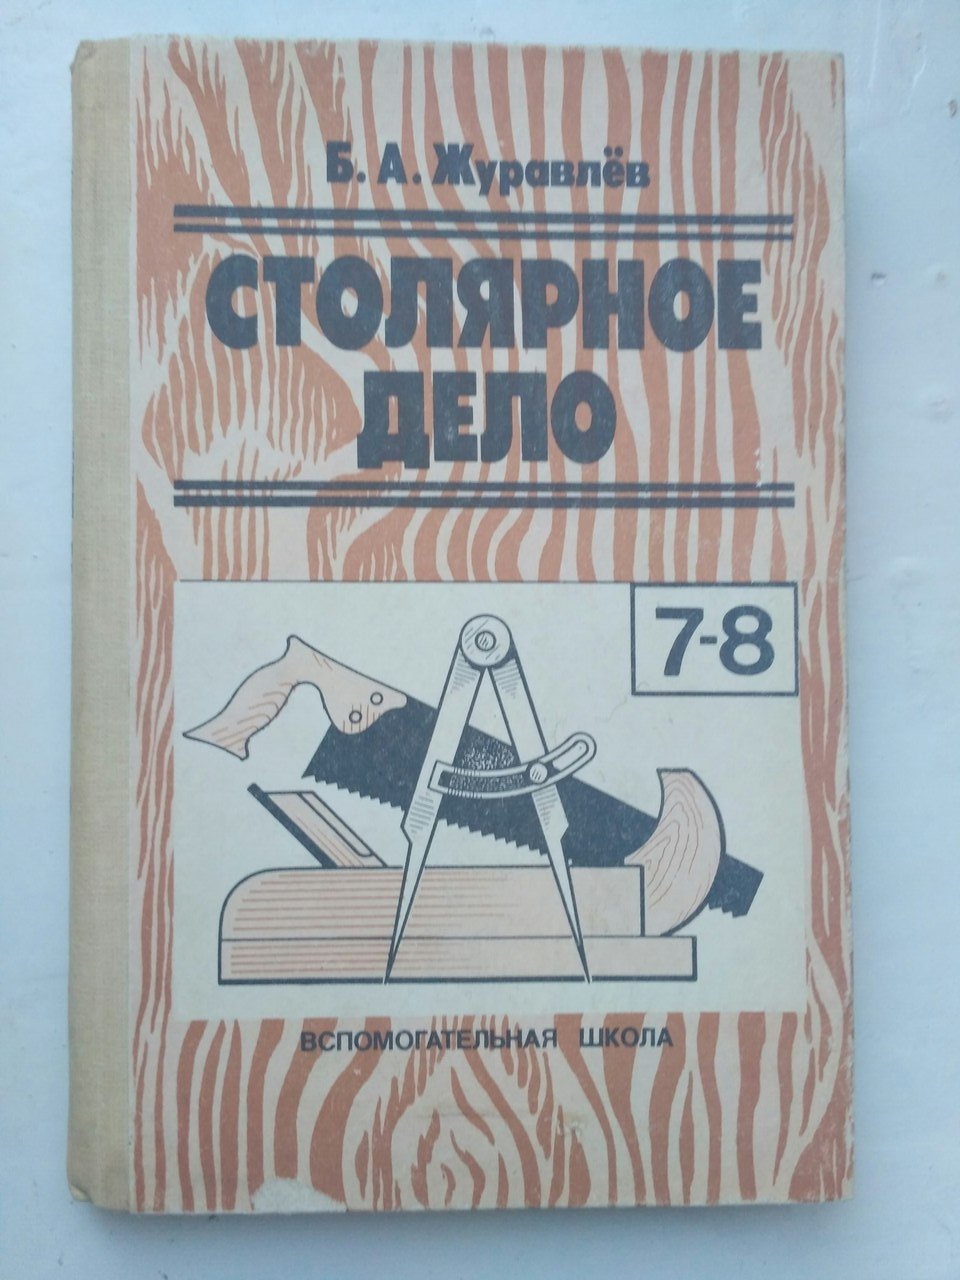 Б. А. Журавлёв
СТОЛЯРНОЕ
ДЕЛО
7-8
ВСПОМОГАТЕЛЬНАЯ ШКОЛА